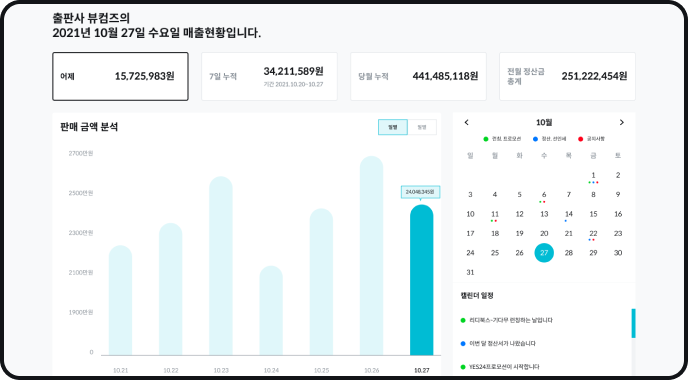 출판사 뷰컴즈의
2021년 10월 27일 수요일 매출현황입니다.
어제 15,725,983원
7일 누적 34,211,589원
기간 2021.10.20~10.27
당월 누적 441,485,118원
전월 정산금
총계 251,222,454원
판매 금액 분석
일별 월별
2700만원
2500만원
2300만원
2100만원
1900만원
0
24,048,345원
10.21 10.22 10.23 10.24 10.25 10.26 10.27
< 10월 >
런칭, 프로모션 정산, 선인세 공지사항
일 월 화 수 목 금 토
1 2
3 4 5 6 7 8 9
10 11 12 13 14 15 16
17 18 19 20 21 22 23
24 25 26 27 28 29 30
31
캘린더 일정
리디북스-기다무 런칭하는 날입니다
이번 달 정산서가 나왔습니다
YES24프로모션이 시작합니다